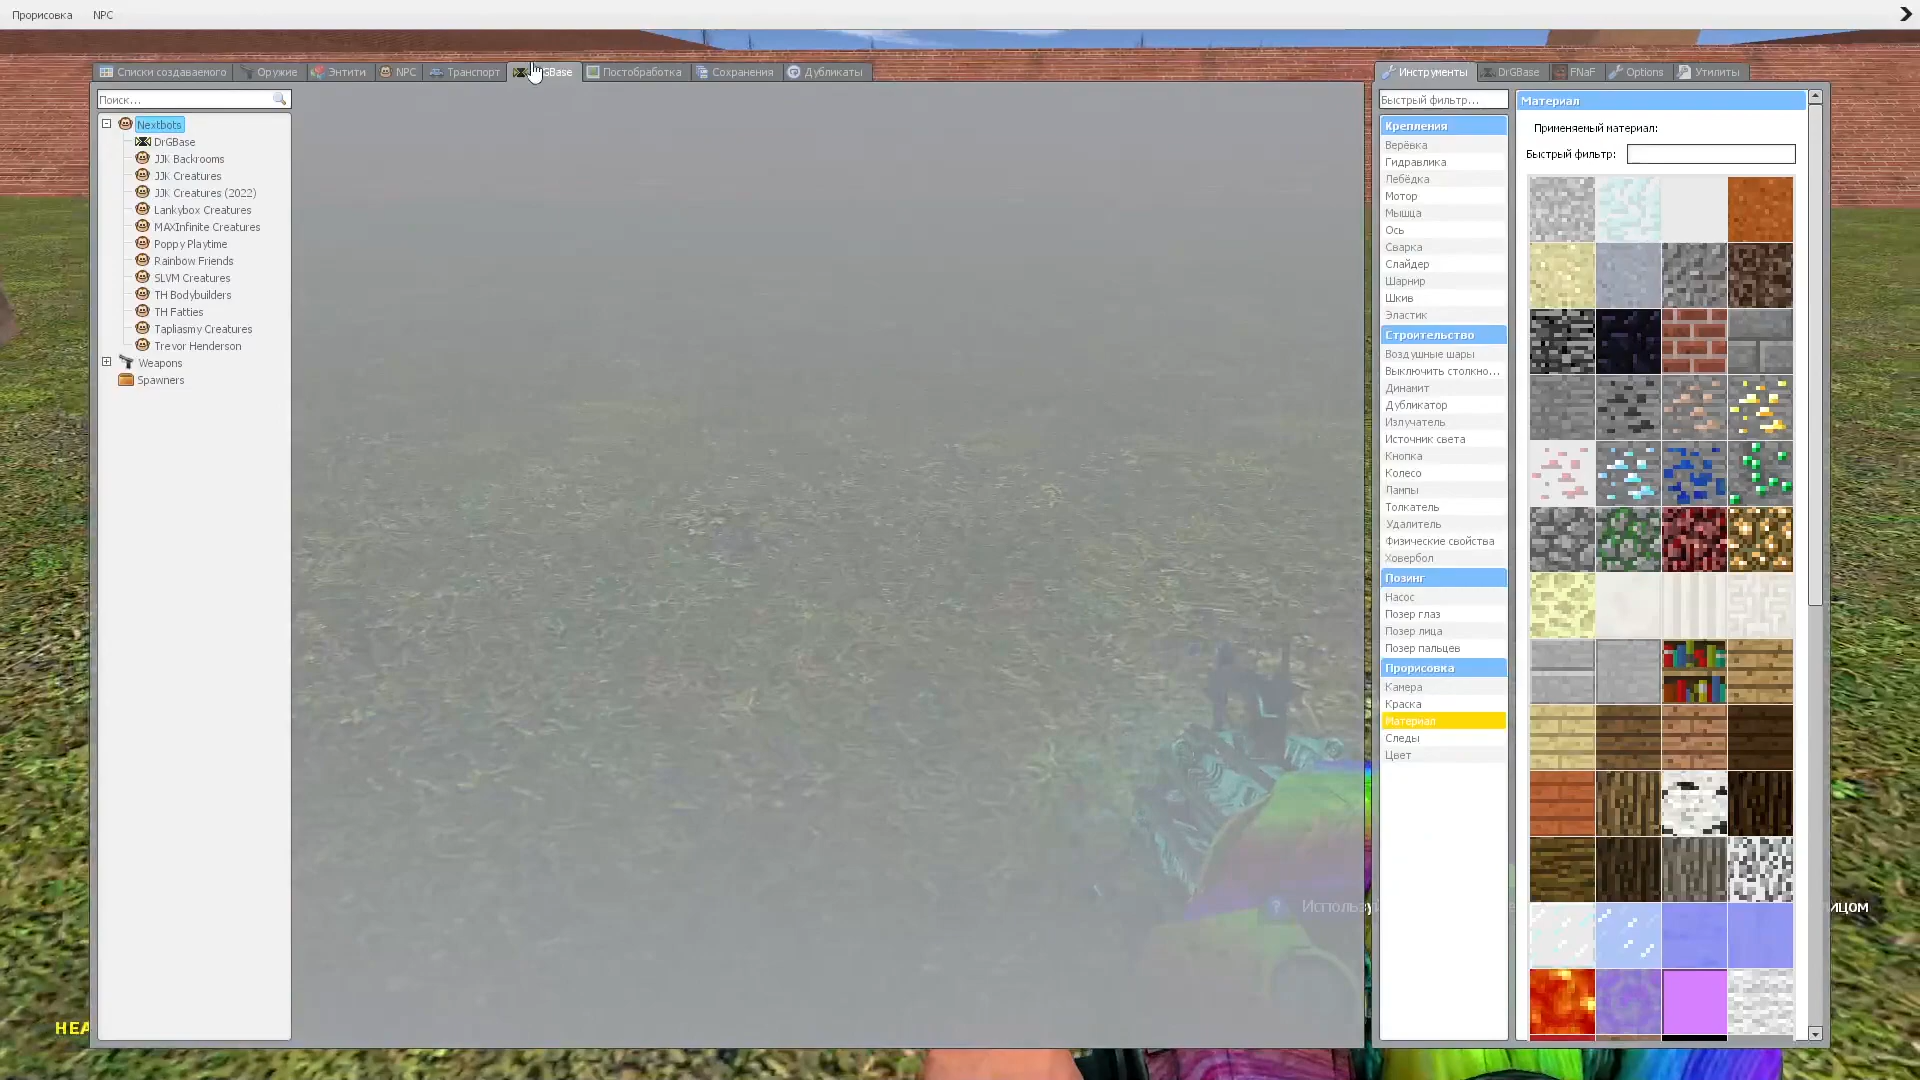 Прорисовка NPC
Списки создаваемого Оружие Энтити NPC Транспорт Постобработка Сохранения Дубликаты
Инструменты DrGBase FNaF Options Утилиты
Поиск...
Nextbots
DrGBase
JJK Backrooms
JJK Creatures
JJK Creatures (2022)
Lankybox Creatures
MAXInfinite Creatures
Poppy Playtime
Rainbow Friends
SLVM Creatures
TH Bodybuilders
TH Fatties
Tapliasmy Creatures
Trevor Henderson
Weapons
Spawners
Быстрый фильтр...
Крепления
Верёвка
Гидравлика
Лебёдка
Мотор
Мышца
Ось
Сварка
Слайдер
Шарнир
Шкив
Эластик
Строительство
Воздушные шары
Выключить столкно...
Динамит
Дубликатор
Излучатель
Источник света
Кнопка
Колесо
Лампы
Толкатель
Удалитель
Физические свойства
Ховербол
Позинг
Насос
Позер глаз
Позер лица
Позер пальцев
Прорисовка
Камера
Краска
Материал
Следы
Цвет
Материал
Применяемый материал:
Быстрый фильтр: